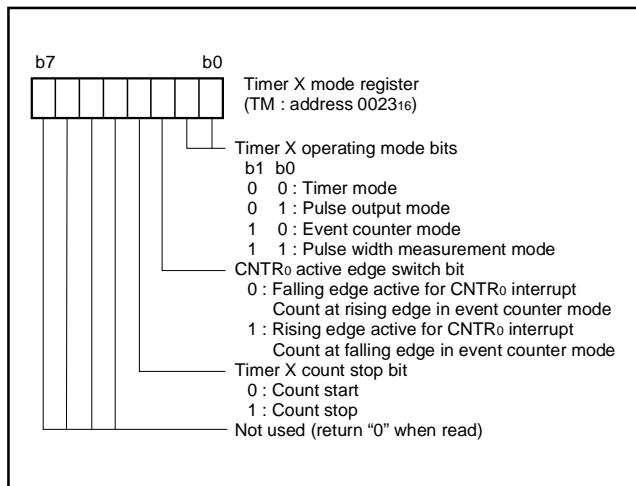 b7 b0
Timer X mode register
(TM : address 002316)
Timer X operating mode bits
b1 b0
0 0 : Timer mode
0 1 : Pulse output mode
1 0 : Event counter mode
1 1 : Pulse width measurement mode
CNTR0 active edge switch bit
0 : Falling edge active for CNTR0 interrupt
Count at rising edge in event counter mode
1 : Rising edge active for CNTR0 interrupt
Count at falling edge in event counter mode
Timer X count stop bit
0 : Count start
1 : Count stop
Not used (return “0” when read)